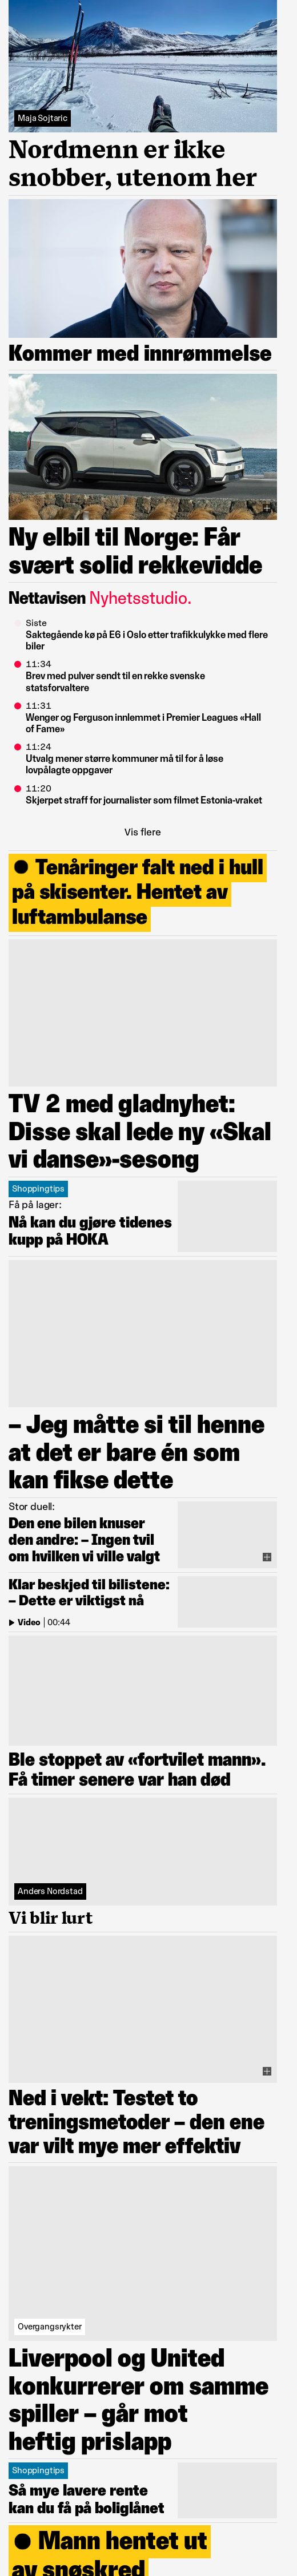 Maja Sojtaric
Nordmenn er ikke
snobber, utenom her
Kommer med innrømmelse
Ny elbil til Norge: Får
svært solid rekkevidde
Nettavisen Nyhetsstudio.
Siste
Saktegående kø på E6 i Oslo etter trafikkulykke med flere
biler
11:34
Brev med pulver sendt til en rekke svenske
statsforvaltere
11:31
Wenger og Ferguson innlemmet i Premier Leagues «Hall
of Fame»
11:24
Utvalg mener større kommuner må til for å løse
lovpålagte oppgaver
11:20
Skjerpet straff for journalister som filmet Estonia-vraket
Vis flere
Tenåringer falt ned i hull
på skisenter. Hentet av
luftambulanse
TV 2 med gladnyhet:
Disse skal lede ny «Skal
vi danse»-sesong
Shoppingtips
Få på lager:
Nå kan du gjøre tidenes
kupp på HOKA
– Jeg måtte si til henne
at det er bare én som
kan fikse dette
Stor duell:
Den ene bilen knuser
den andre: – Ingen tvil
om hvilken vi ville valgt
Klar beskjed til bilistene:
– Dette er viktigst nå
Video | 00:44
Ble stoppet av «fortvilet mann».
Få timer senere var han død
Anders Nordstad
Vi blir lurt
Ned i vekt: Testet to
treningsmetoder – den ene
var vilt mye mer effektiv
Overgangsrykter
Liverpool og United
konkurrerer om samme
spiller – går mot
heftig prislapp
Shoppingtips
Så mye lavere rente
kan du få på boliglånet
Mann hentet ut
av snøskred